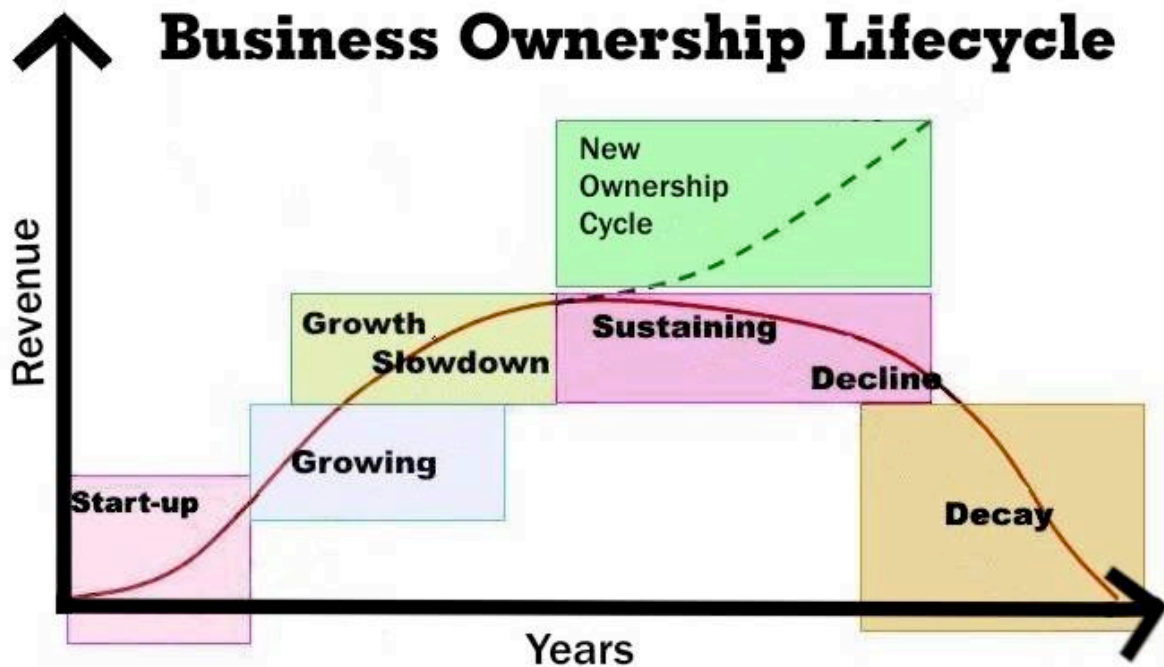 Business Ownership Lifecycle
New
Ownership
Cycle
Revenue
Growth
Slowdown
Sustaining
Decline
Growing
Start-up
Decay
Years